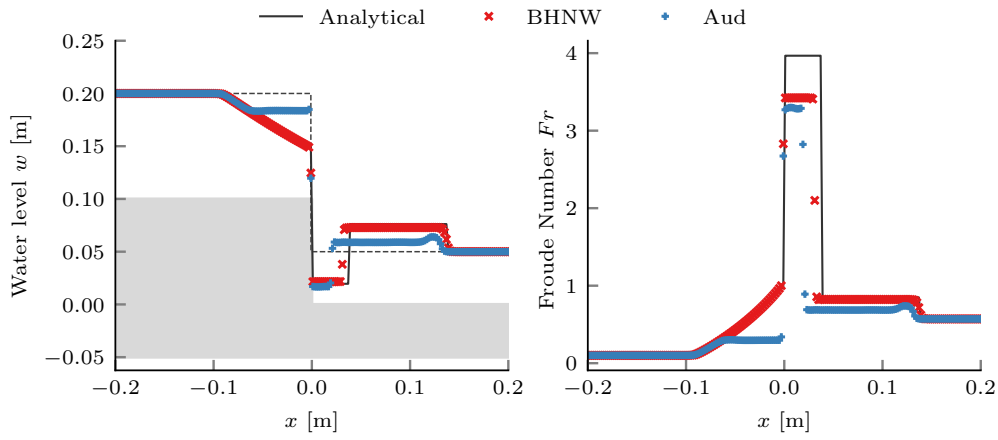 Analytical BHNW Aud
0.25
0.20
0.15
0.10
0.05
0.00
−0.05
Water level w [m]
−0.2 −0.1 0.0 0.1 0.2
x [m]
4
3
2
1
0
Froude Number Fr
−0.2 −0.1 0.0 0.1 0.2
x [m]